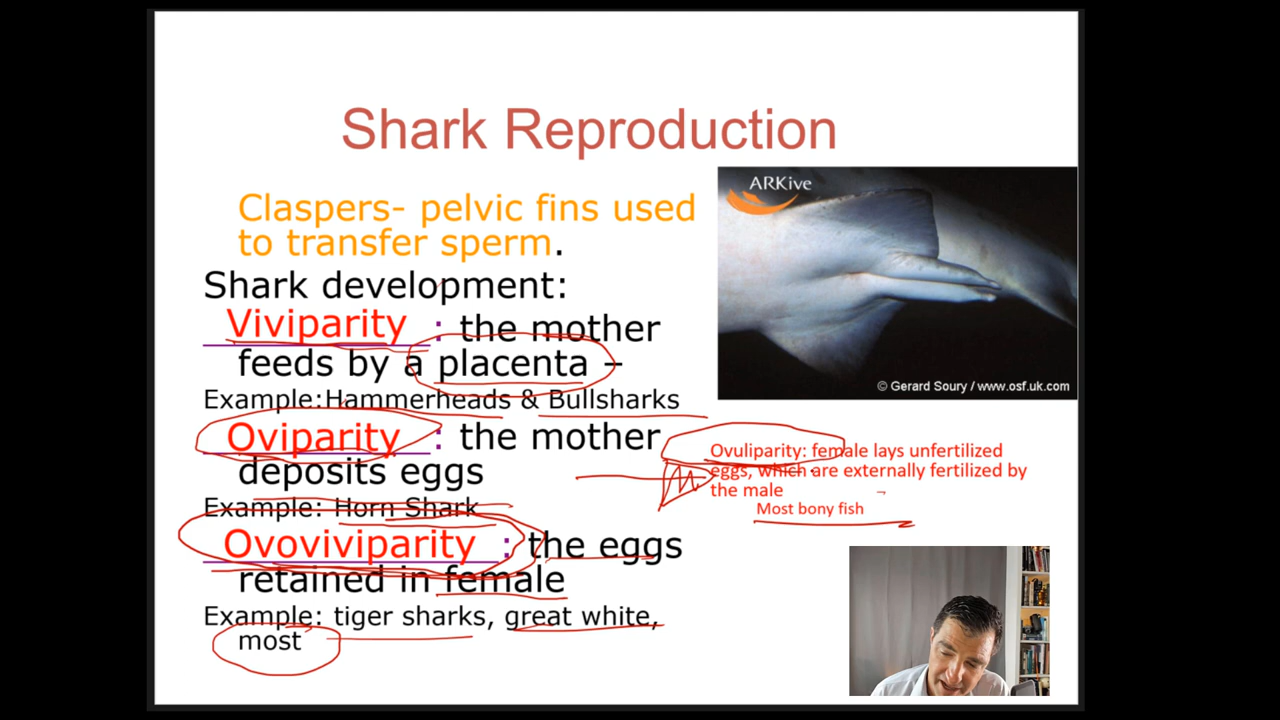 Shark Reproduction
ARKive
Claspers- pelvic fins used
to transfer sperm.
Shark development:
Viviparity : the mother
feeds by a placenta –
© Gerard Soury / www.osf.uk.com
Example:Hammerheads & Bullsharks
Oviparity : the mother
deposits eggs
Ovuliparity: female lays unfertilized
eggs, which are externally fertilized by
the male
Most bony fish
Example: Horn Shark
Ovoviviparity : the eggs
retained in female
Example: tiger sharks, great white,
most